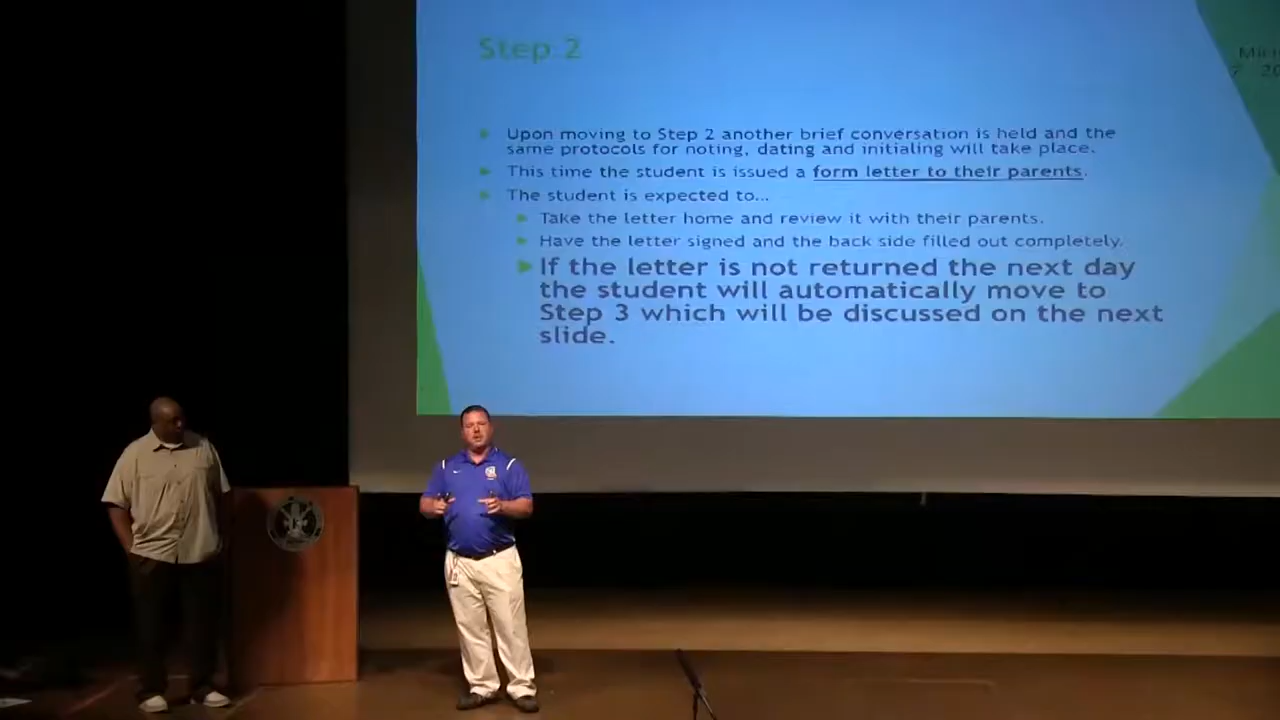 Step 2
Upon moving to Step 2 another brief conversation is held and the
same protocols for noting, dating and initialing will take place.
This time the student is issued a form letter to their parents.
The student is expected to...
Take the letter home and review it with their parents.
Have the letter signed and the back side filled out completely.
If the letter is not returned the next day
the student will automatically move to
Step 3 which will be discussed on the next
slide.